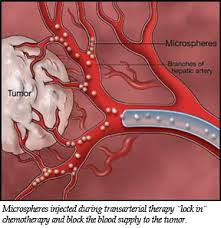 Microspheres
Branches of
hepatic artery
Tumor
Microspheres injected during transarterial therapy "lock in"
chemotherapy and block the blood supply to the tumor.